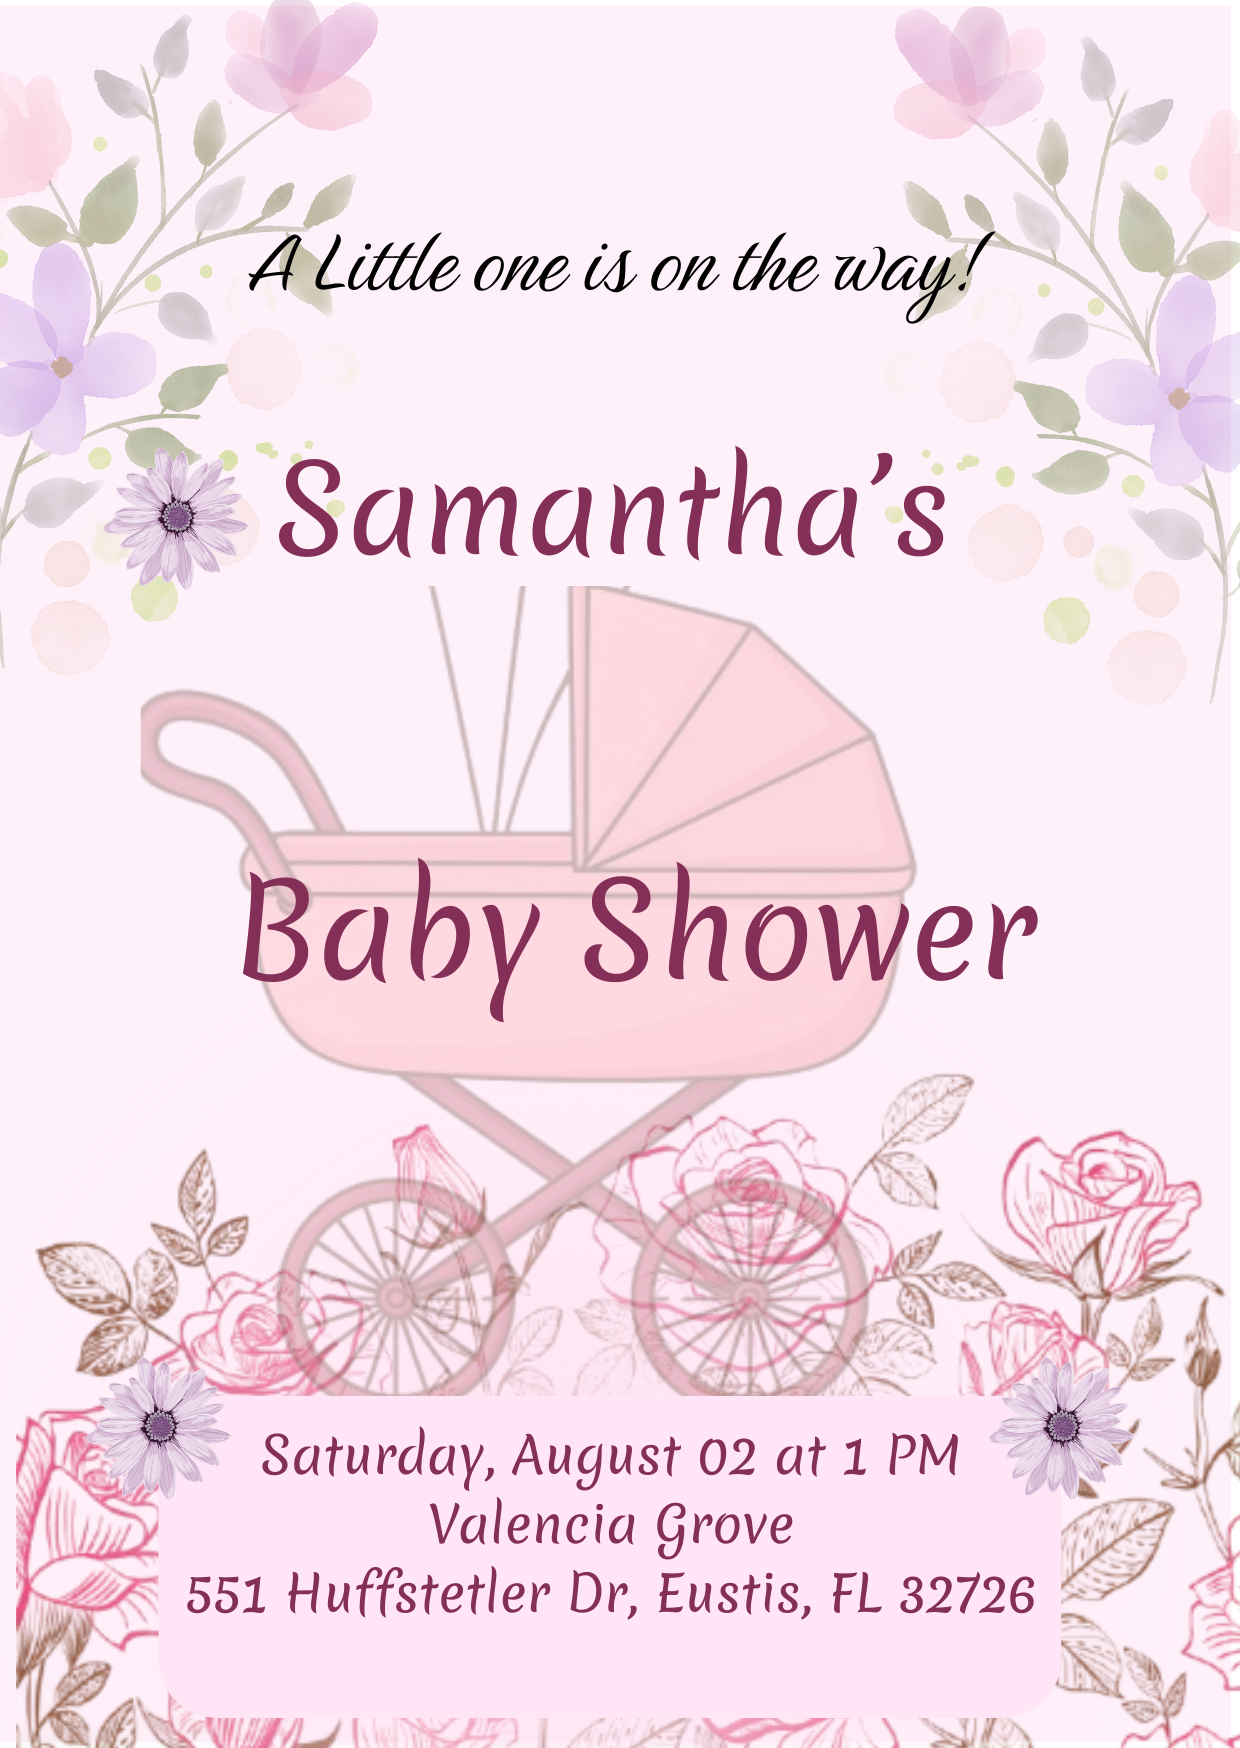 A Little one is on the way!
Samantha’s
Baby Shower
Saturday, August 02 at 1 PM
Valencia Grove
551 Huffstetler Dr, Eustis, FL 32726